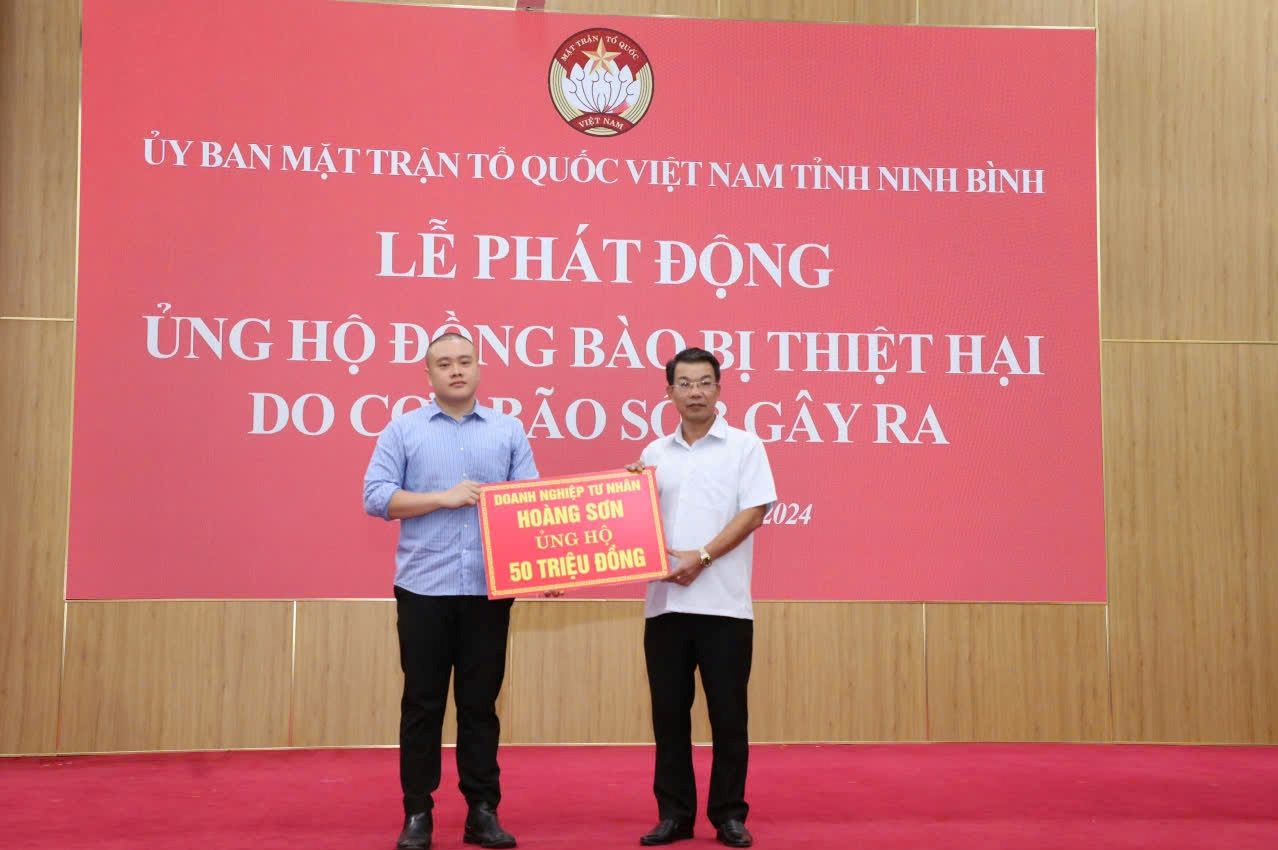 MẶT TRẬN TỔ QUỐC
VIỆT NAM
ỦY BAN MẶT TRẬN TỔ QUỐC VIỆT NAM TỈNH NINH BÌNH
LỄ PHÁT ĐỘNG
ỦNG HỘ ĐỒNG BÀO BỊ THIỆT HẠI
DO BÃO GÂY RA
2024
DOANH NGHIỆP TƯ NHÂN
HOÀNG SƠN
ỦNG HỘ
50 TRIỆU ĐỒNG